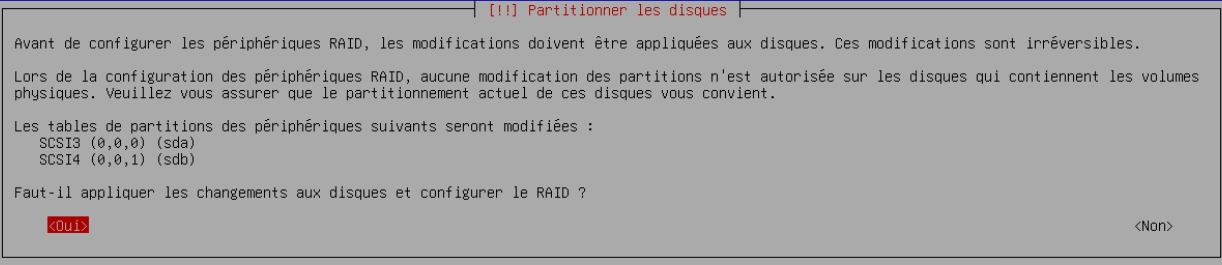 [!!] Partitionner les disques
Avant de configurer les périphériques RAID, les modifications doivent être appliquées aux disques. Ces modifications sont irréversibles.
Lors de la configuration des périphériques RAID, aucune modification des partitions n'est autorisée sur les disques qui contiennent les volumes
physiques. Veuillez vous assurer que le partitionnement actuel de ces disques vous convient.
Les tables de partitions des périphériques suivants seront modifiées :
SCSI3 (0,0,0) (sda)
SCSI4 (0,0,1) (sdb)
Faut-il appliquer les changements aux disques et configurer le RAID ?
<Oui> <Non>